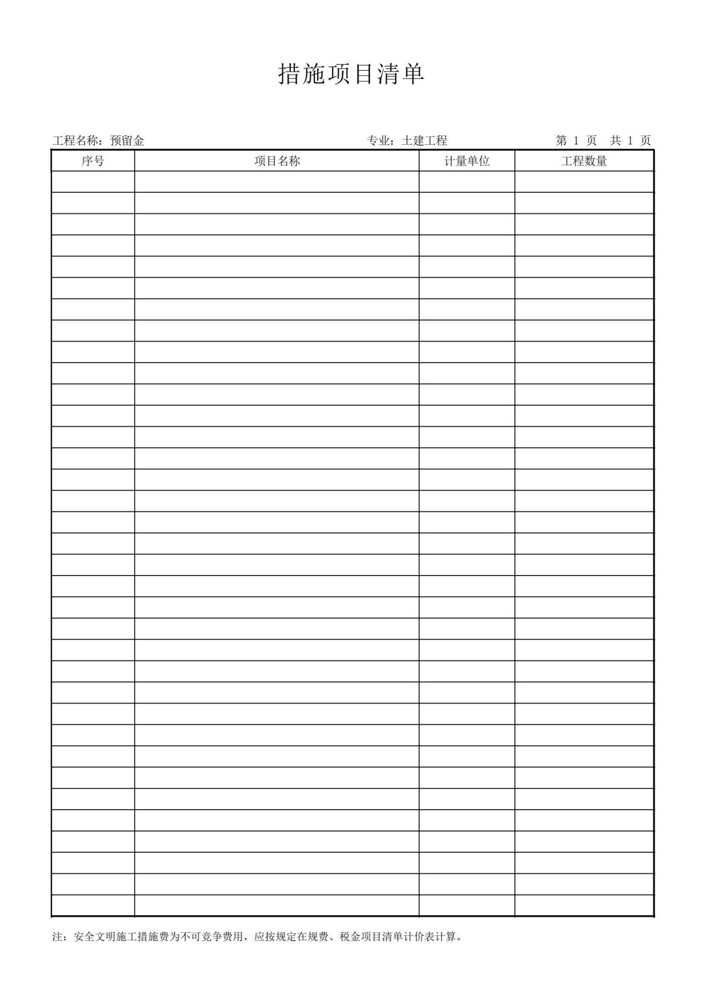 措施项目清单
工程名称：预留金 专业：土建工程 第 1 页 共 1 页
序号 项目名称 计量单位 工程数量
注：安全文明施工措施费为不可竞争费用，应按规定在规费、税金项目清单计价表计算。